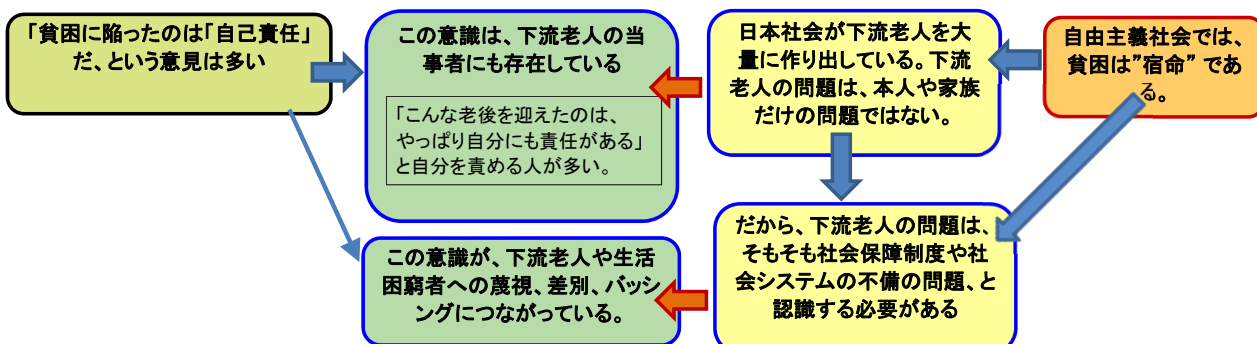 「貧困に陥ったのは「自己責任」
だ、という意見は多い
この意識は、下流老人の当
事者にも存在している
「こんな老後を迎えたのは、
やっぱり自分にも責任がある」
と自分を責める人が多い。
この意識が、下流老人や生活
困窮者への蔑視、差別、バッシ
ングにつながっている。
日本社会が下流老人を大
量に作り出している。下流
老人の問題は、本人や家族
だけの問題ではない。
だから、下流老人の問題は、
そもそも社会保障制度や社
会システムの不備の問題、と
認識する必要がある
自由主義社会では、
貧困は”宿命” であ
る。